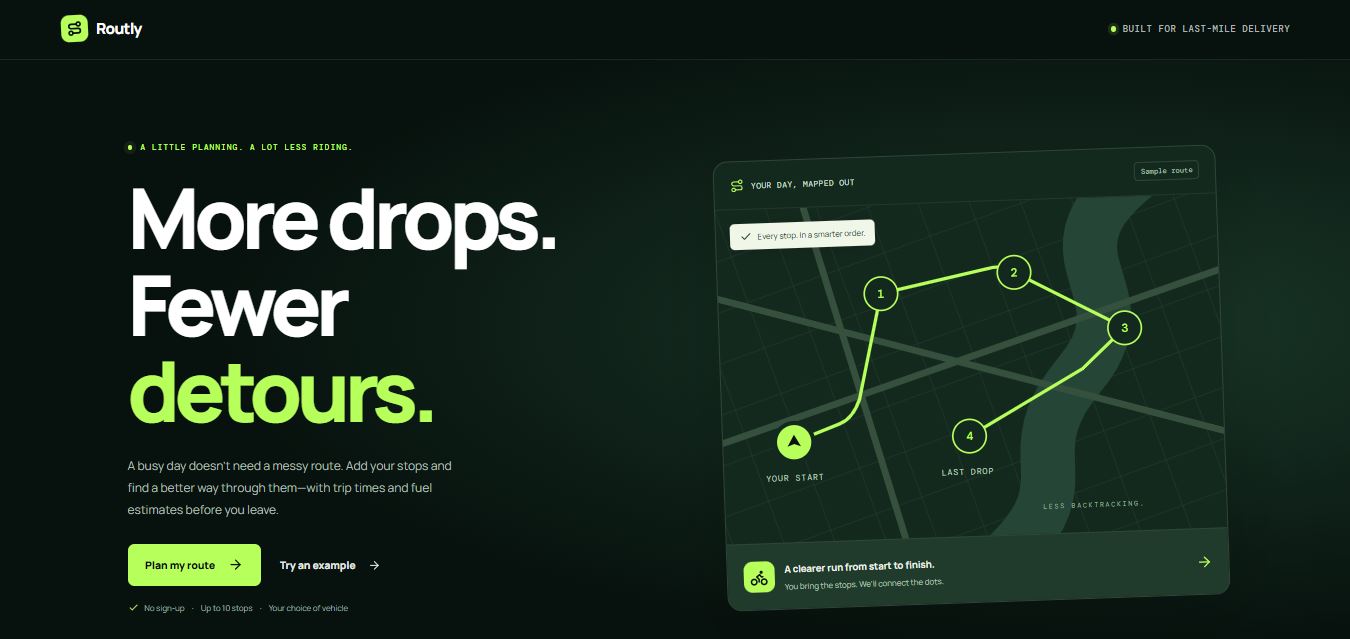 Routly
BUILT FOR LAST-MILE DELIVERY
A LITTLE PLANNING. A LOT LESS RIDING.
More drops.
Fewer
detours.
A busy day doesn't need a messy route. Add your stops and
find a better way through them—with trip times and fuel
estimates before you leave.
Plan my route
Try an example
No sign-up · Up to 10 stops · Your choice of vehicle
YOUR DAY, MAPPED OUT
Sample route
Every stop. In a smarter order.
1
2
3
4
YOUR START
LAST DROP
LESS BACKTRACKING.
A clearer run from start to finish.
You bring the stops. We'll connect the dots.